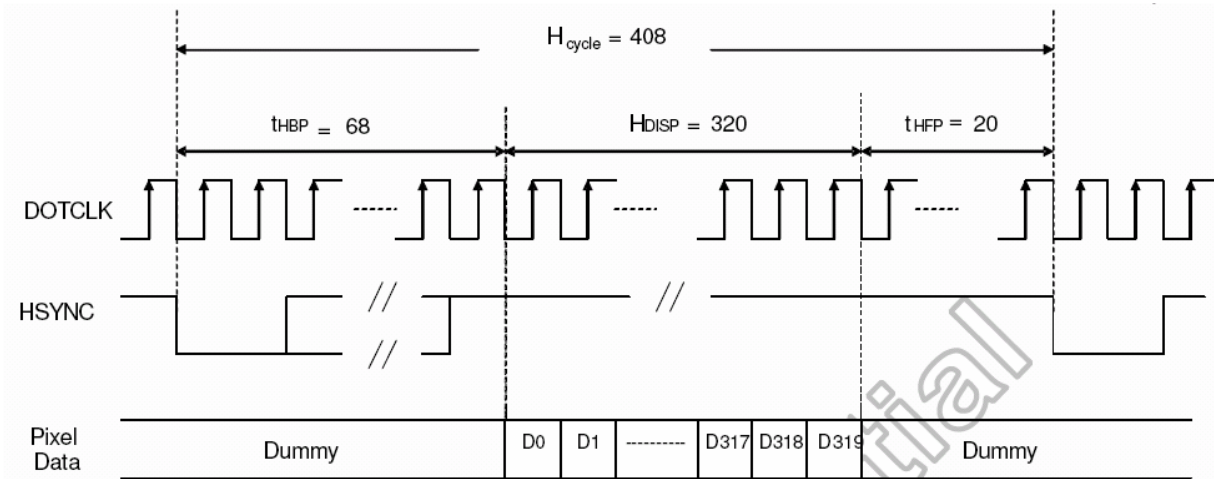 Hcycle = 408
tHBP = 68
HDISP = 320
tHFP = 20
DOTCLK
HSYNC
Pixel Data
Dummy
D0
D1
D317
D318
D319
Dummy
tial